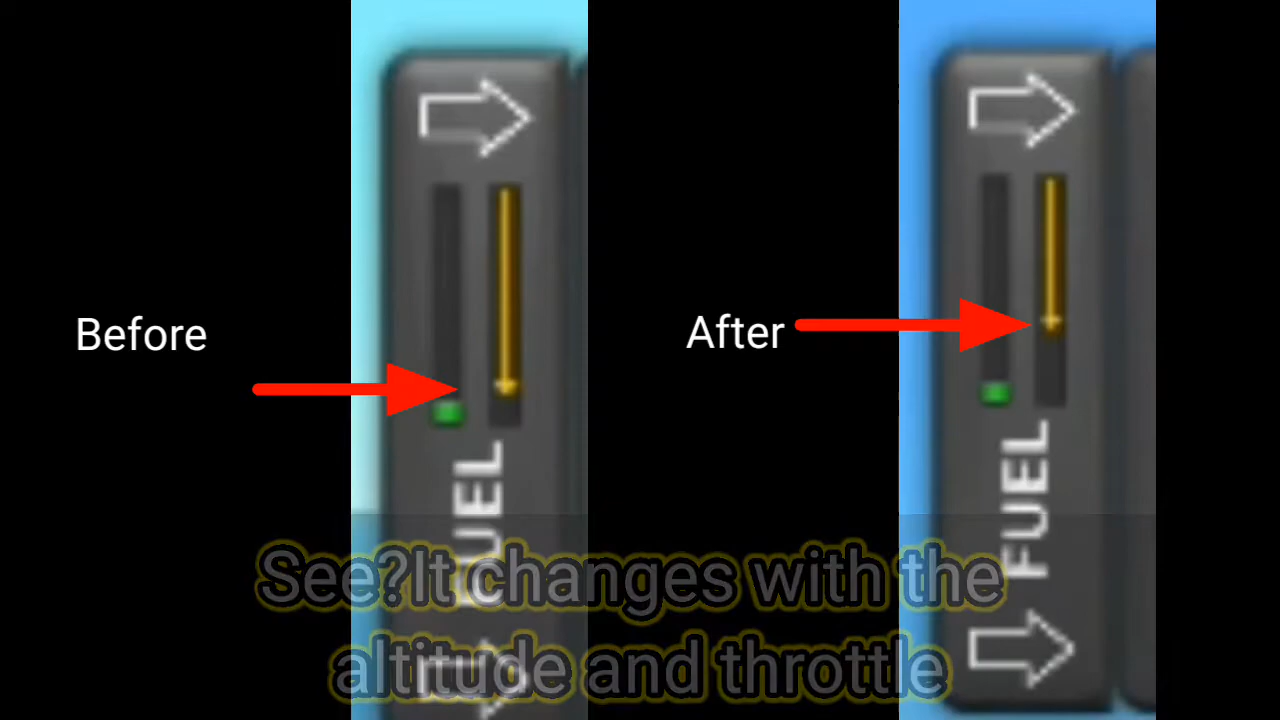 Before
After
FUEL
FUEL
See?It changes with the
altitude and throttle